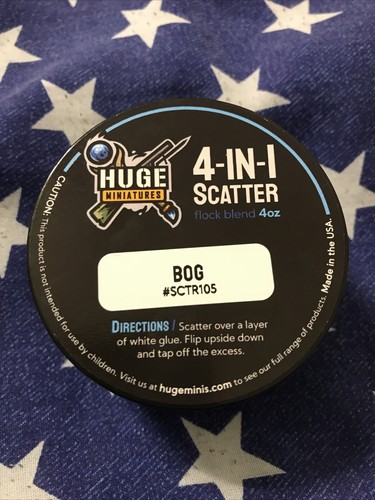 HUGE
MINIATURES
4-IN-1
SCATTER
flock blend 4oz
BOG
#SCTR105
DIRECTIONS / Scatter over a layer
of white glue. Flip upside down
and tap off the excess.
CAUTION: This product is not intended for use by children. Visit us at hugeminis.com to see our full range of products. Made in the USA.